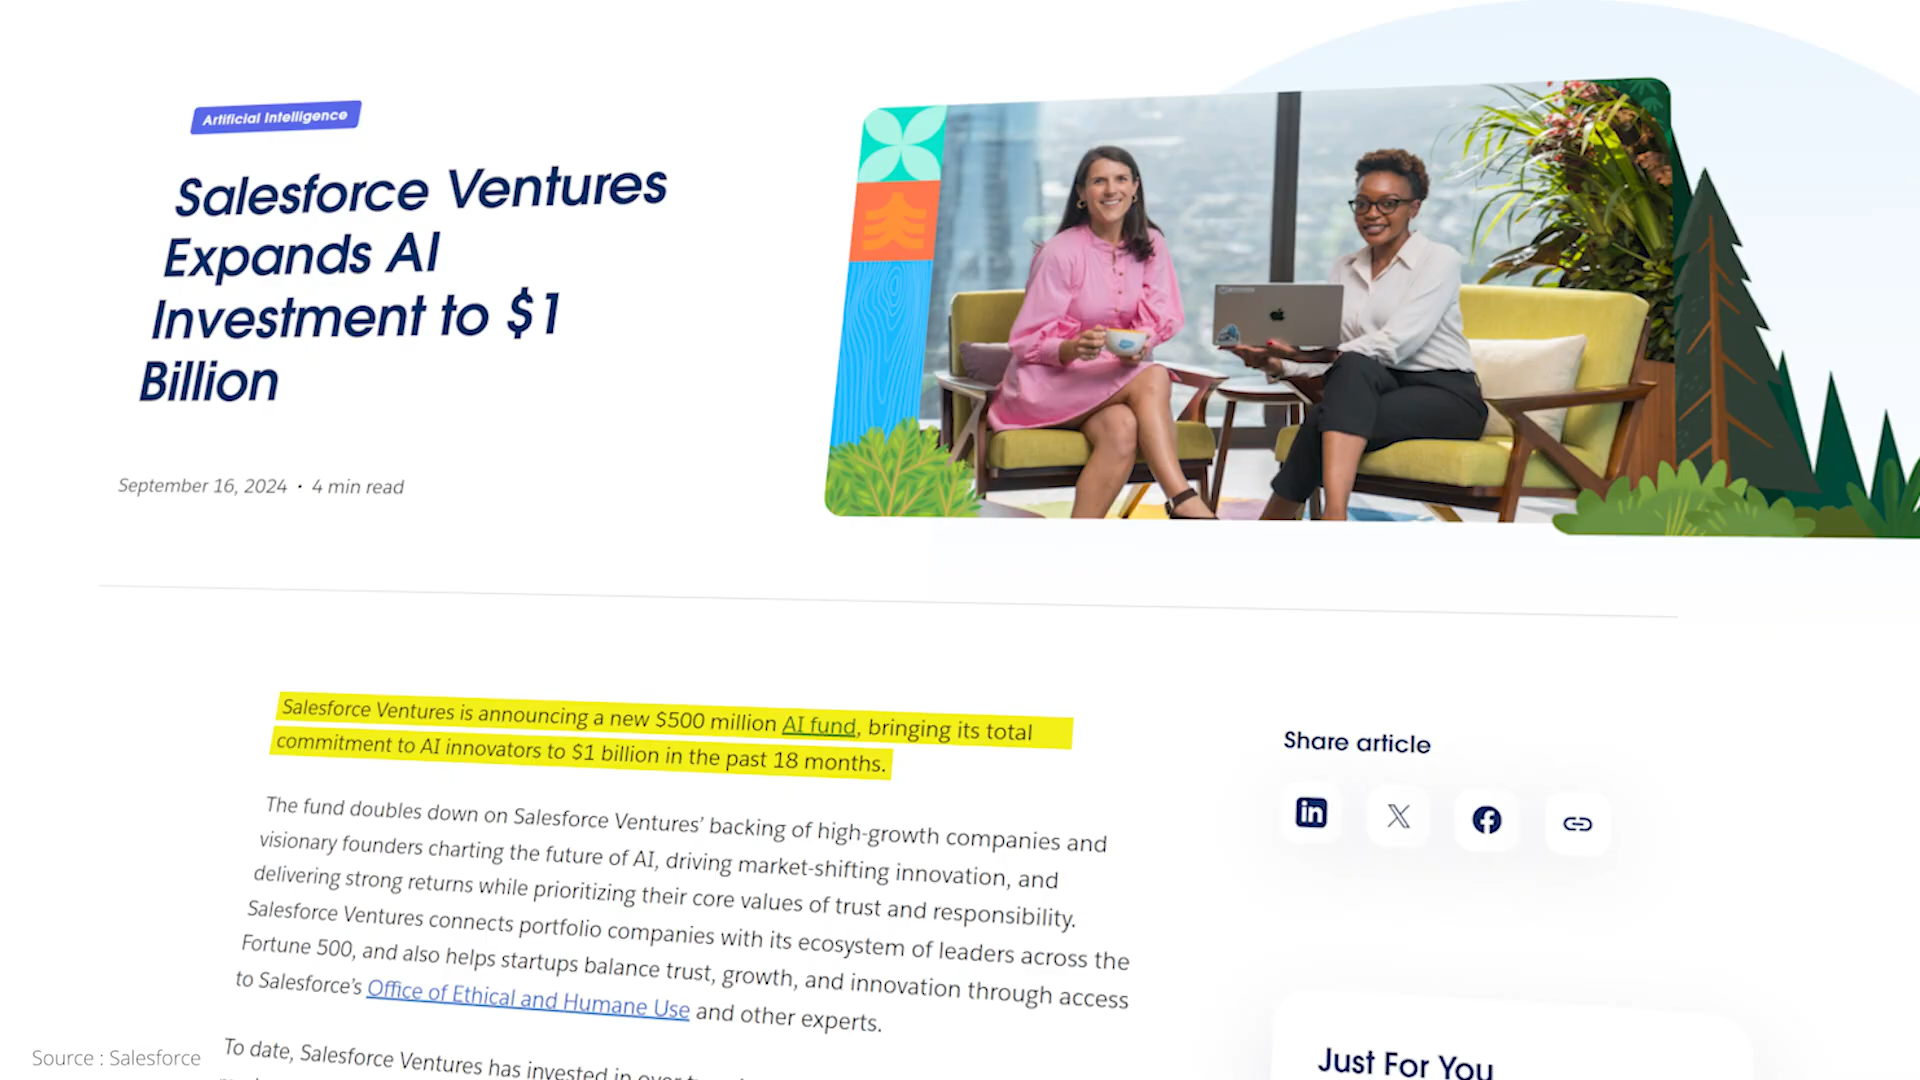 Artificial Intelligence
Salesforce Ventures
Expands AI
Investment to $1
Billion
September 16, 2024 • 4 min read
Salesforce Ventures is announcing a new $500 million AI fund, bringing its total
commitment to AI innovators to $1 billion in the past 18 months.
The fund doubles down on Salesforce Ventures’ backing of high-growth companies and
visionary founders charting the future of AI, driving market-shifting innovation, and
delivering strong returns while prioritizing their core values of trust and responsibility.
Salesforce Ventures connects portfolio companies with its ecosystem of leaders across the
Fortune 500, and also helps startups balance trust, growth, and innovation through access
to Salesforce’s Office of Ethical and Humane Use and other experts.
To date, Salesforce Ventures has invested in over
Share article
in
Just For You
Source : Salesforce